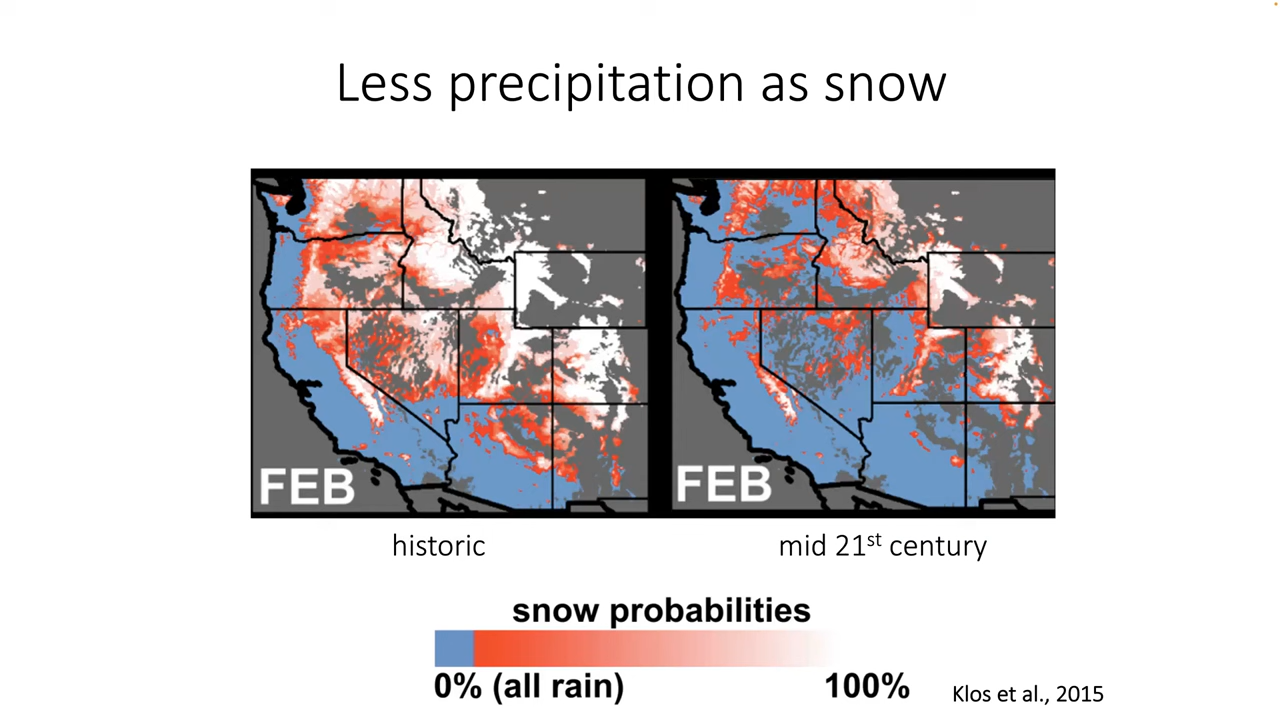 Less precipitation as snow
FEB
FEB
historic
mid 21st century
snow probabilities
0% (all rain)
100%
Klos et al., 2015